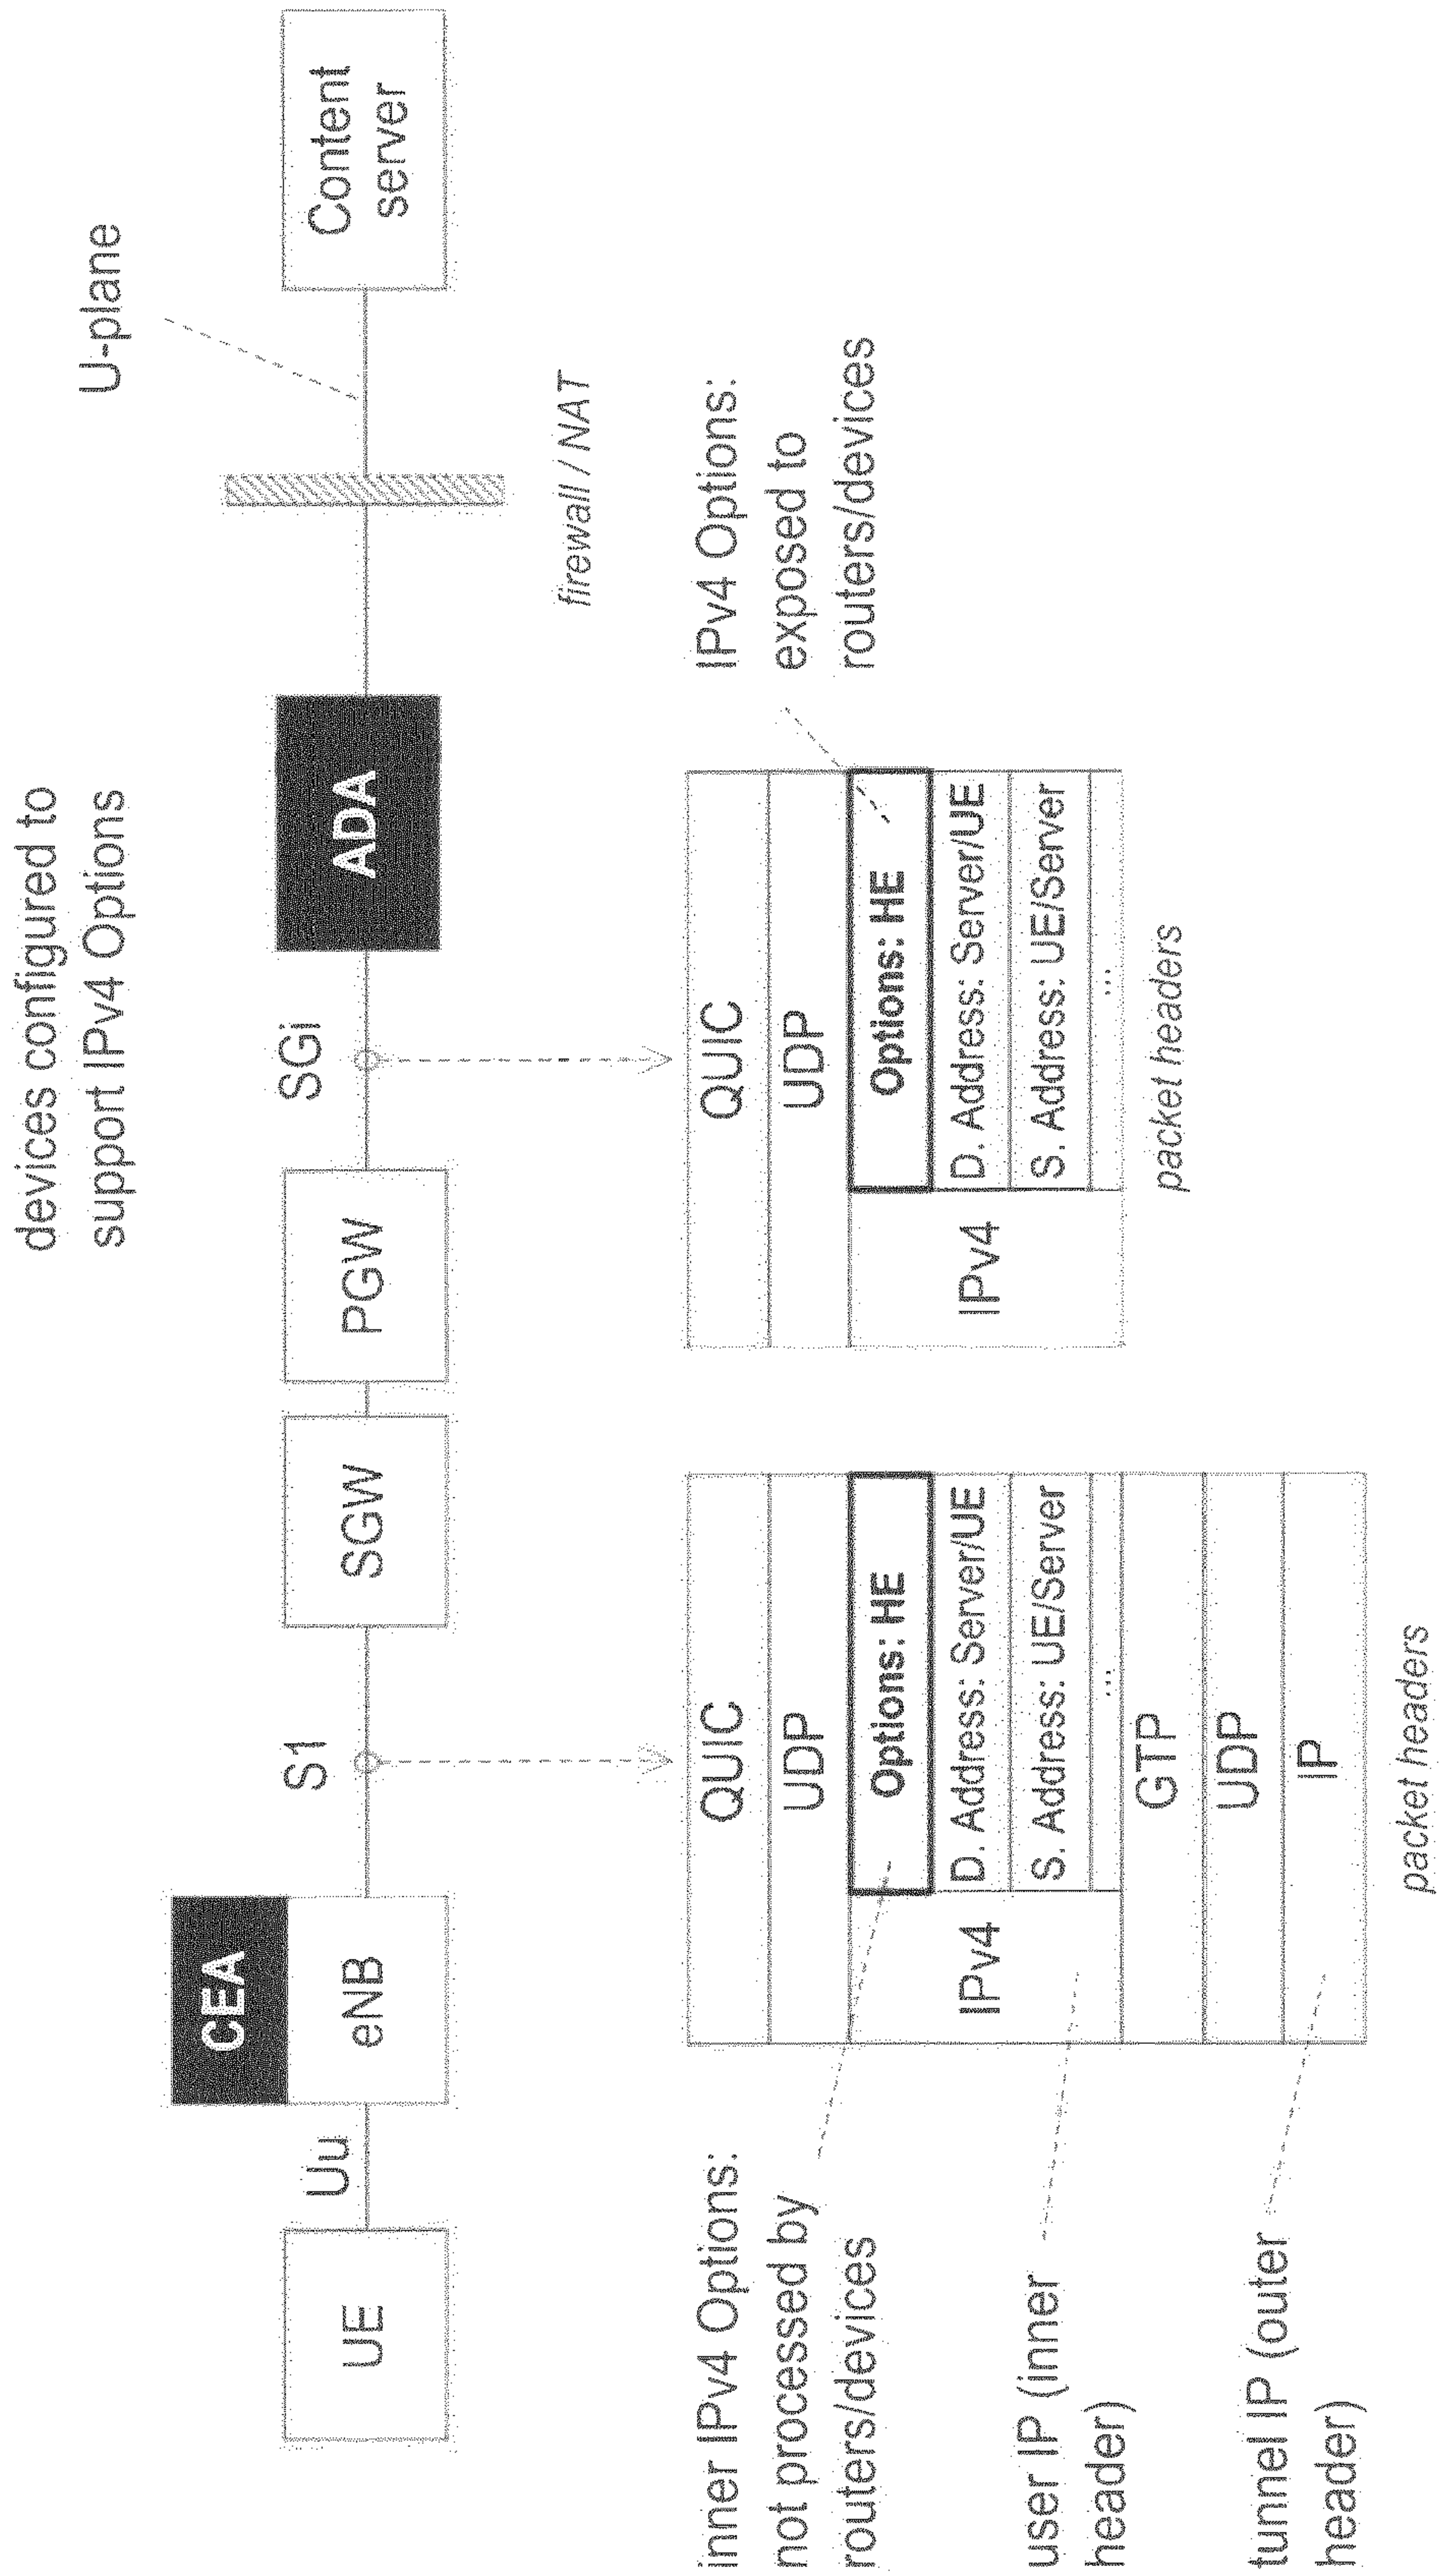 devices configured to
support IPv4 Options
U-plane
UE
Uu
CEA
eNB
S1
SGW
PGW
SGi
ADA
firewall / NAT
Content
server
inner IPv4 Options:
not processed by
routers/devices
user IP (inner
header)
tunnel IP (outer
header)
QUIC
UDP
IPv4
Options: HE
D. Address: Server/UE
S. Address: UE/Server
...
GTP
UDP
IP
packet headers
QUIC
UDP
IPv4
Options: HE
D. Address: Server/UE
S. Address: UE/Server
...
packet headers
IPv4 Options:
exposed to
routers/devices